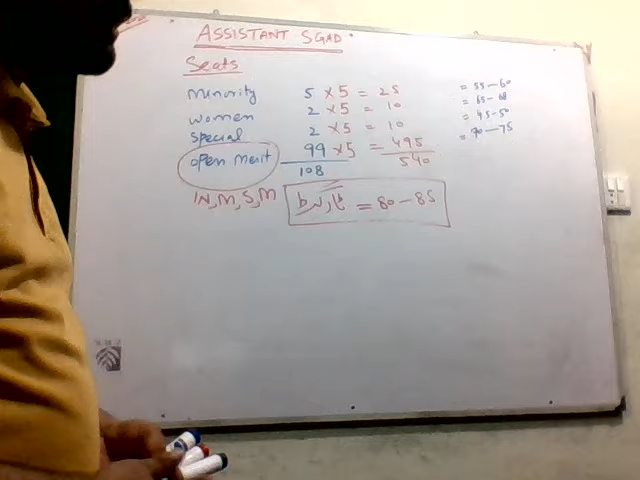 ASSISTANT SGAD
Seats
Minority 5 × 5 = 25 = 55-60
women 2 × 5 = 10 = 65-68
special 2 × 5 = 10 = 45-50
open merit 99 × 5 = 495 = 70-75
108 540
W, M, S, M
= 80-85